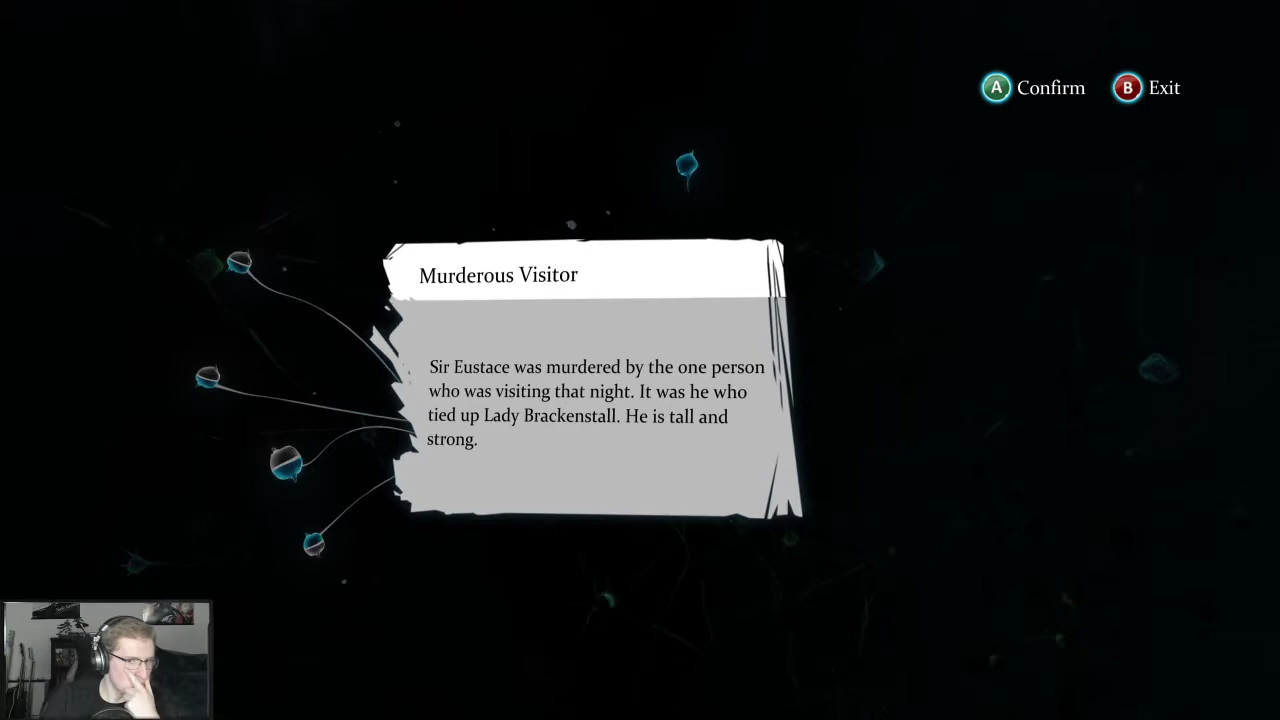 A Confirm B Exit
Murderous Visitor
Sir Eustace was murdered by the one person
who was visiting that night. It was he who
tied up Lady Brackenstall. He is tall and
strong.